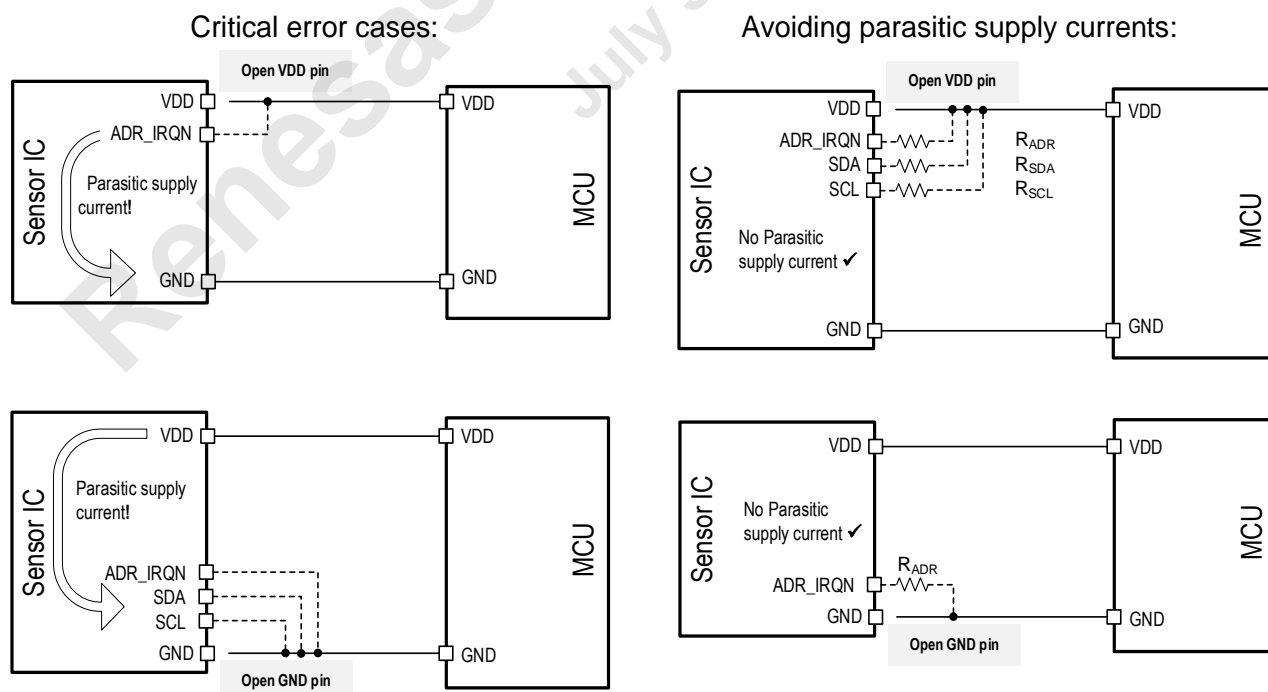 Critical error cases:
Avoiding parasitic supply currents:
Open VDD pin
VDD
VDD
ADR_IRQN
Sensor IC
Parasitic supply
current!
MCU
GND
GND
Open VDD pin
VDD
VDD
ADR_IRQN
RADR
SDA
RSDA
SCL
RSCL
Sensor IC
No Parasitic
supply current ✓
MCU
GND
GND
VDD
VDD
Sensor IC
Parasitic supply
current!
MCU
ADR_IRQN
SDA
SCL
GND
GND
Open GND pin
VDD
VDD
Sensor IC
No Parasitic
supply current ✓
MCU
RADR
ADR_IRQN
GND
GND
Open GND pin
Renesas
July